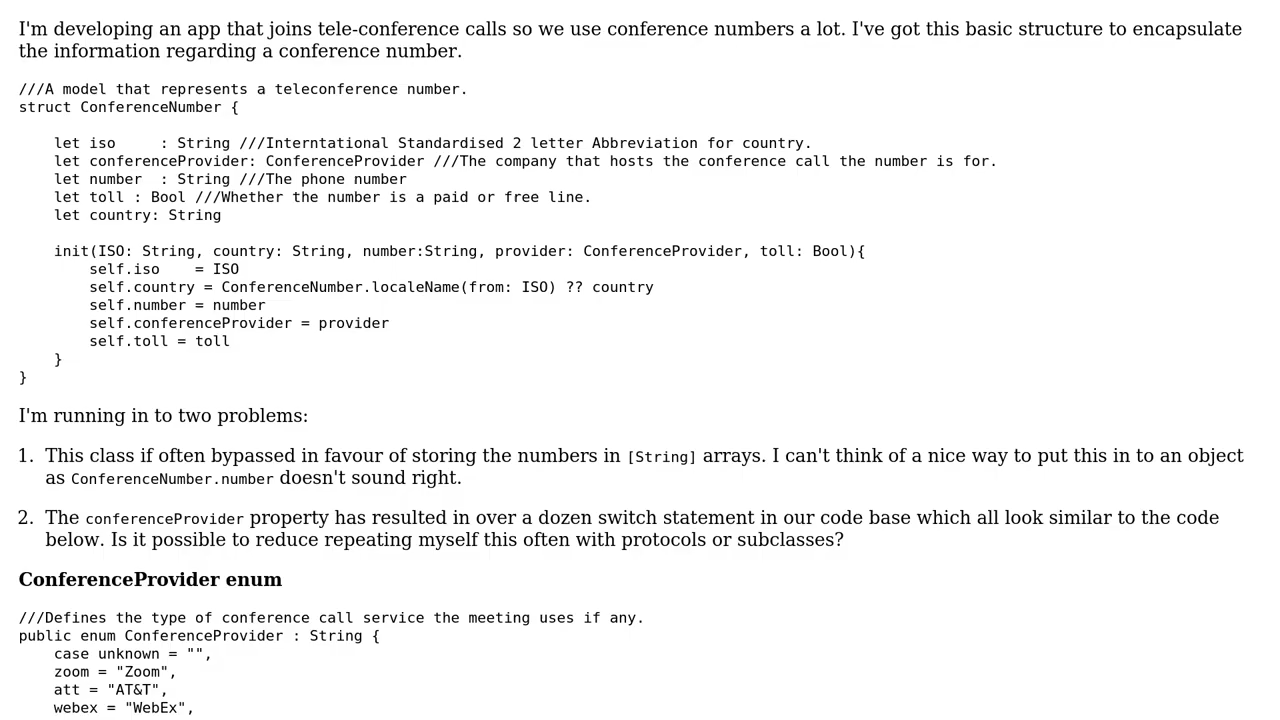 I'm developing an app that joins tele-conference calls so we use conference numbers a lot. I've got this basic structure to encapsulate
the information regarding a conference number.
///A model that represents a teleconference number.
struct ConferenceNumber {
    let iso     : String ///Interntational Standardised 2 letter Abbreviation for country.
    let conferenceProvider: ConferenceProvider ///The company that hosts the conference call the number is for.
    let number  : String ///The phone number
    let toll : Bool ///Whether the number is a paid or free line.
    let country: String
    init(ISO: String, country: String, number:String, provider: ConferenceProvider, toll: Bool){
        self.iso    = ISO
        self.country = ConferenceNumber.localeName(from: ISO) ?? country
        self.number = number
        self.conferenceProvider = provider
        self.toll = toll
    }
}
I'm running in to two problems:
1. This class if often bypassed in favour of storing the numbers in [String] arrays. I can't think of a nice way to put this in to an object
as ConferenceNumber.number doesn't sound right.
2. The conferenceProvider property has resulted in over a dozen switch statement in our code base which all look similar to the code
below. Is it possible to reduce repeating myself this often with protocols or subclasses?
ConferenceProvider enum
///Defines the type of conference call service the meeting uses if any.
public enum ConferenceProvider : String {
    case unknown = "",
    zoom = "Zoom",
    att = "AT&T",
    webex = "WebEx",